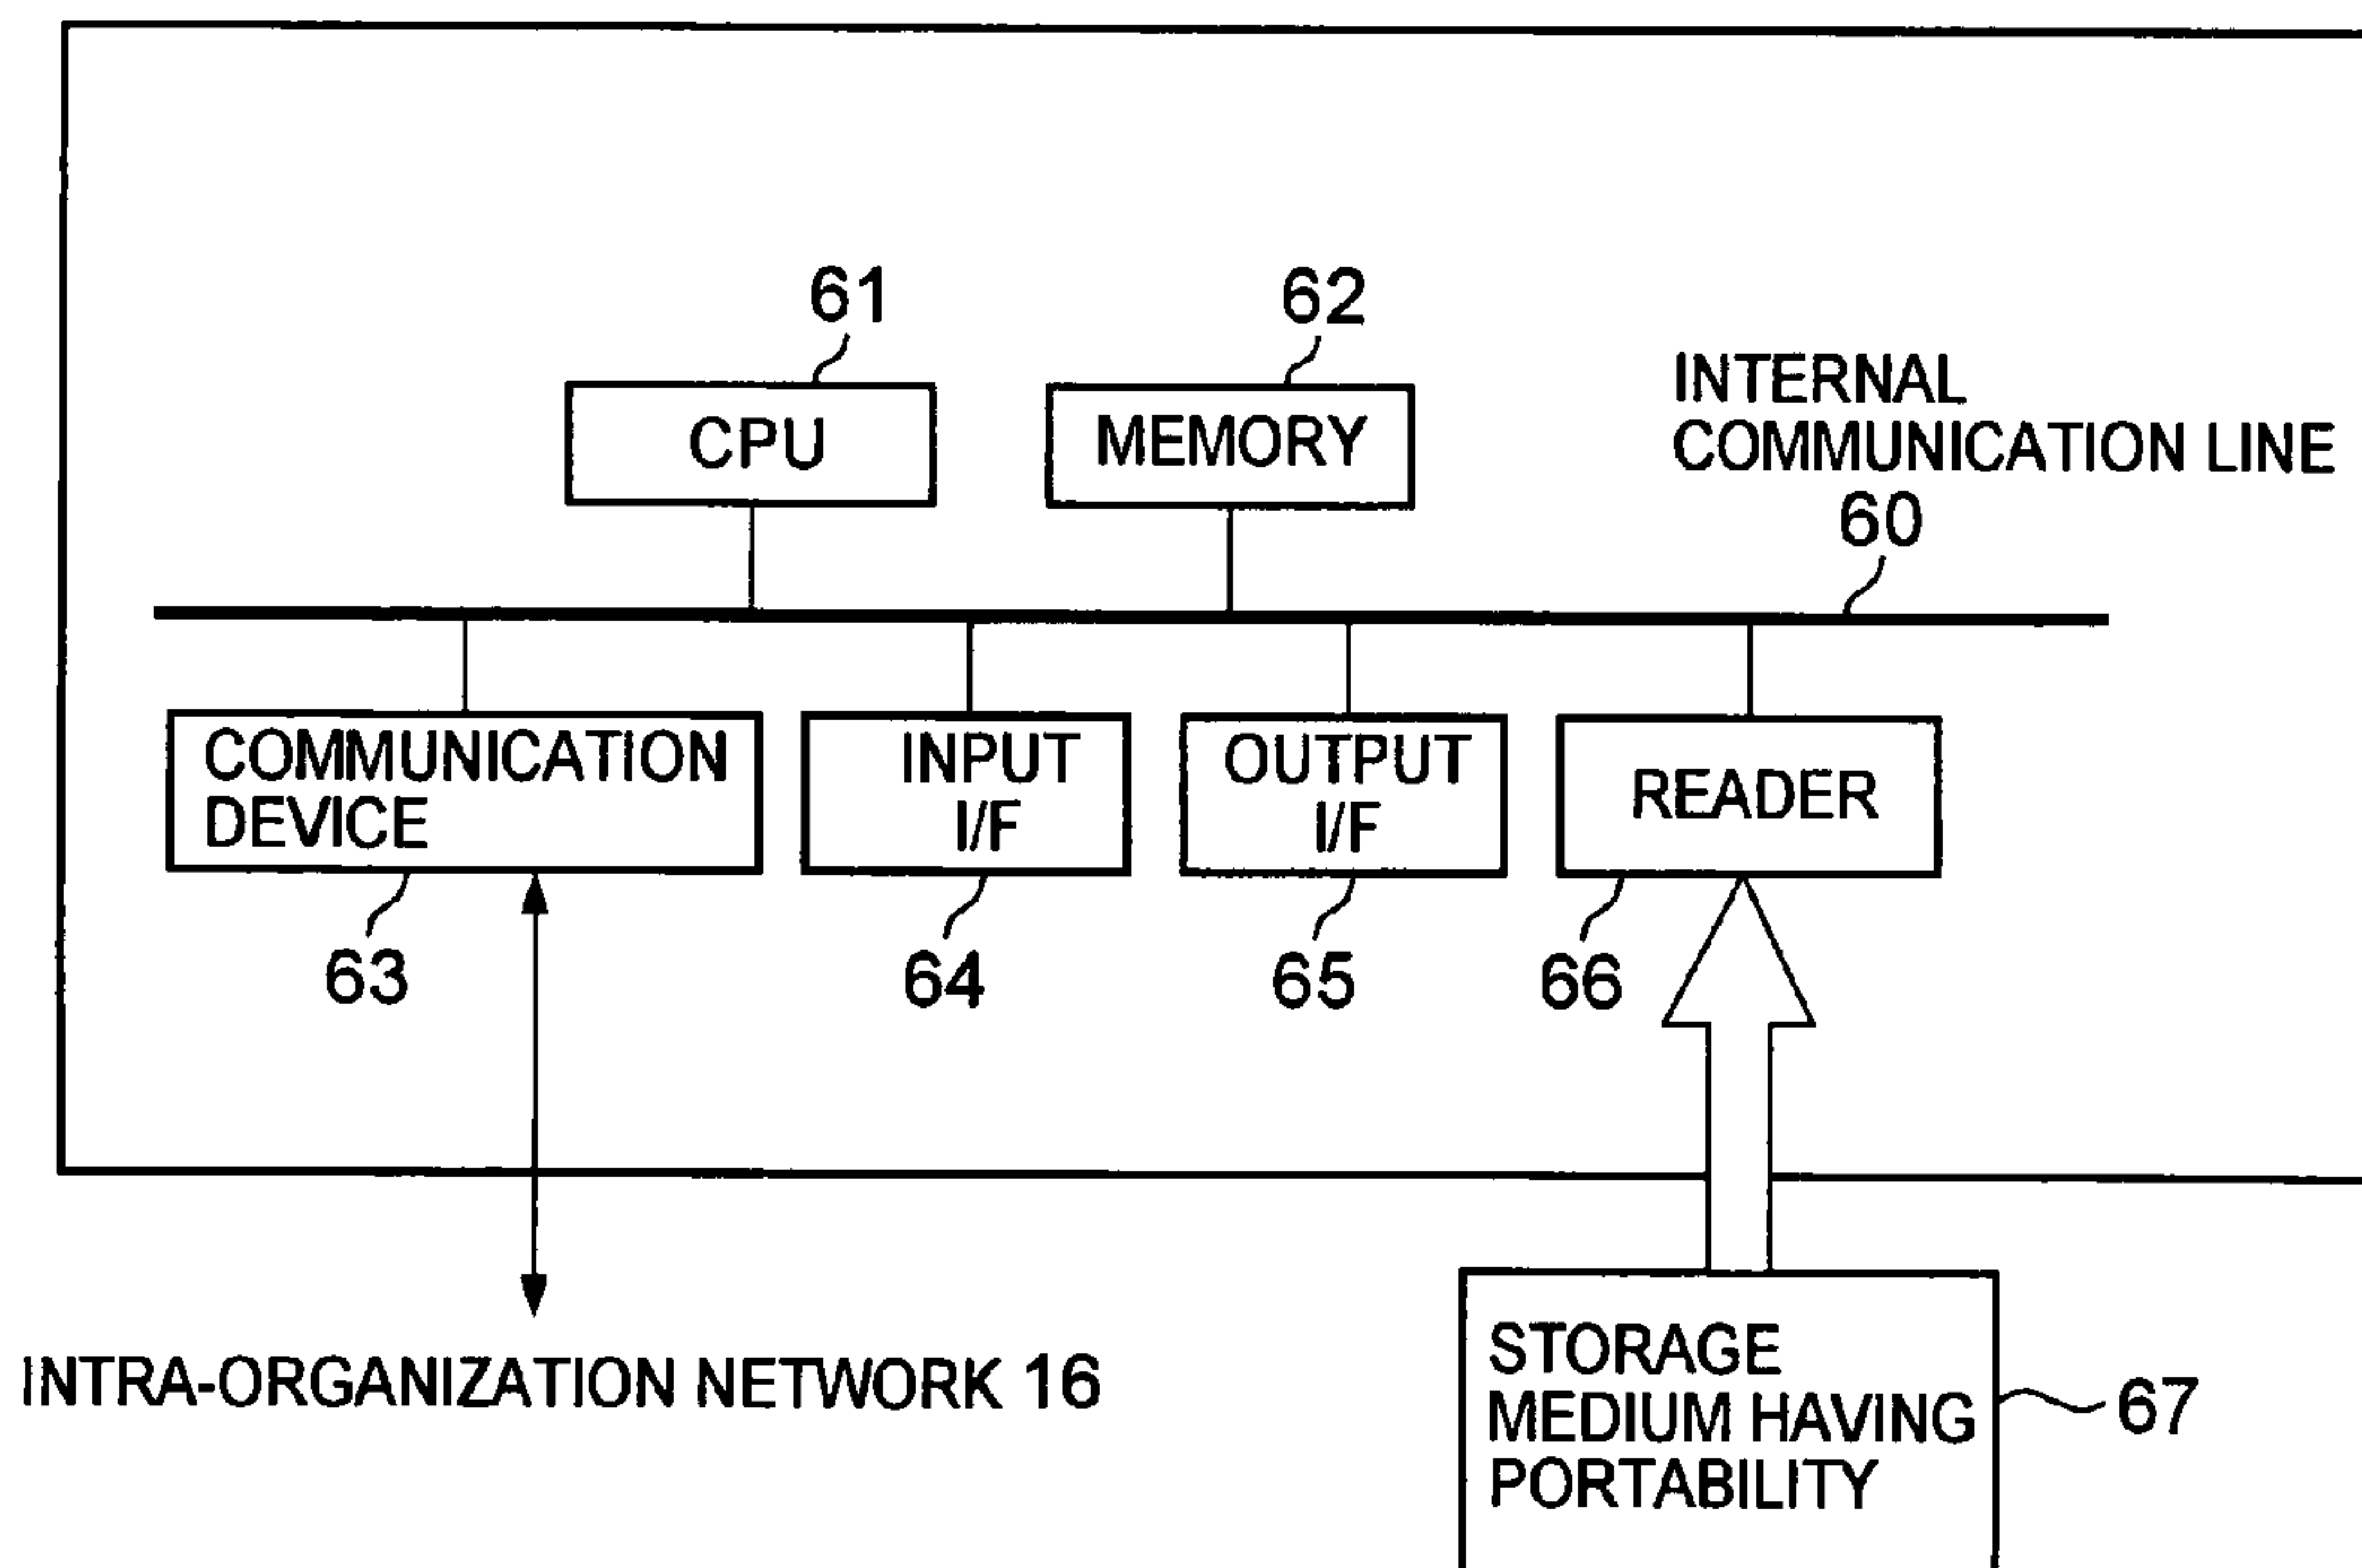 61
62
INTERNAL
COMMUNICATION LINE
60
CPU
MEMORY
COMMUNICATION
DEVICE
INPUT
I/F
OUTPUT
I/F
READER
63
64
65
66
INTRA-ORGANIZATION NETWORK 16
STORAGE
MEDIUM HAVING
PORTABILITY
67